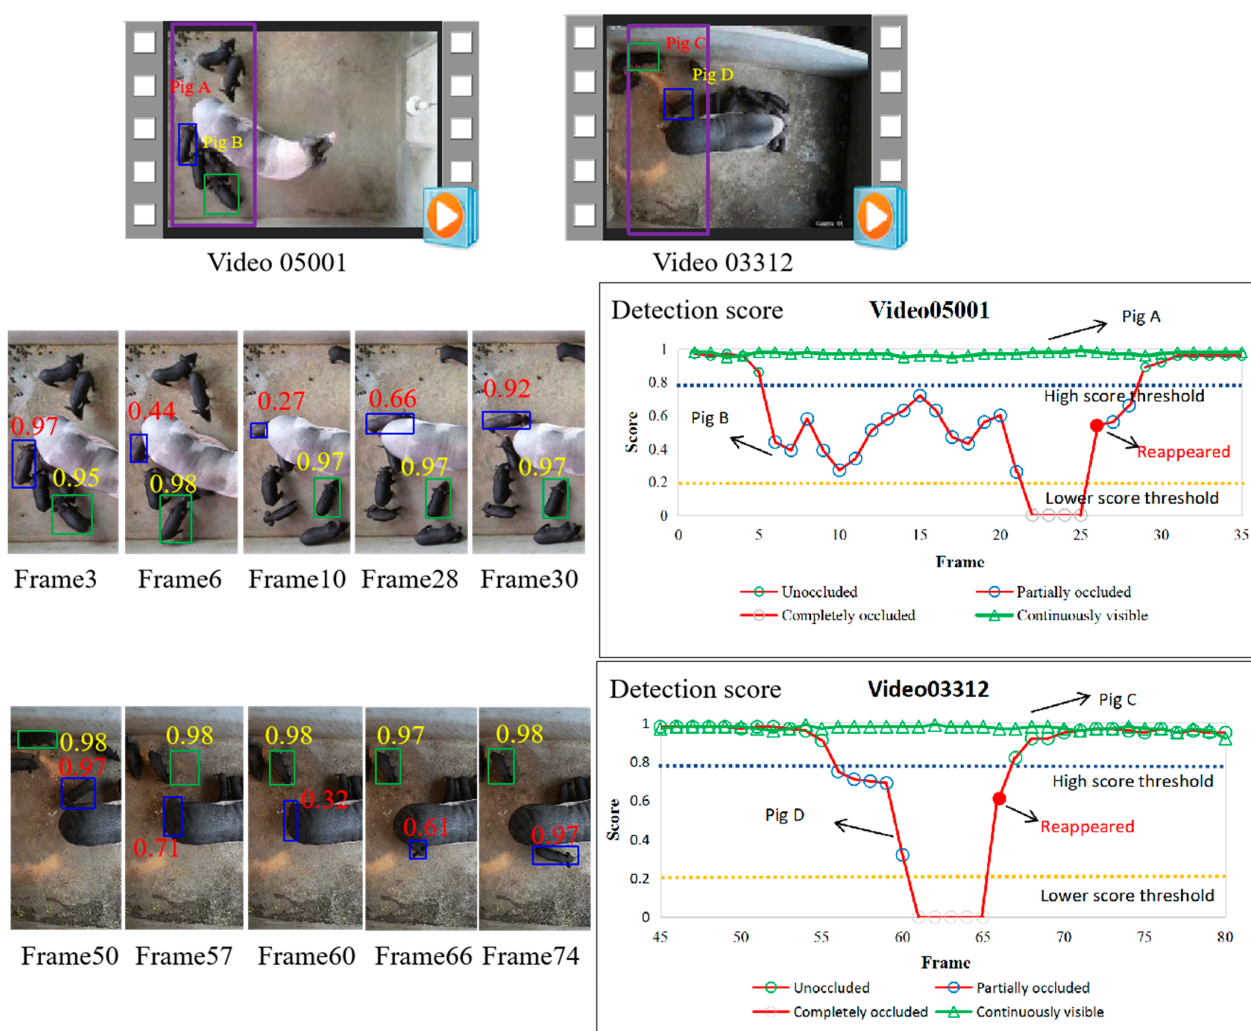 Pig A
Pig B
Video 05001
Pig C
Pig D
Video 03312
0.97
0.95
Frame3
0.44
0.98
Frame6
0.27
0.97
Frame10
0.66
0.97
Frame28
0.92
0.97
Frame30
Detection score
Video05001
Pig A
Score
1
0.8
0.6
0.4
0.2
0
High score threshold
Pig B
Reappeared
Lower score threshold
0 5 10 15 20 25 30 35
Frame
Unoccluded
Partially occluded
Completely occluded
Continuously visible
0.98
0.97
Frame50
0.98
0.71
Frame57
0.98
0.32
Frame60
0.97
0.61
Frame66
0.98
0.97
Frame74
Detection score
Video03312
Pig C
Score
1
0.8
0.6
0.4
0.2
0
High score threshold
Pig D
Reappeared
Lower score threshold
45 50 55 60 65 70 75 80
Frame
Unoccluded
Partially occluded
Completely occluded
Continuously visible